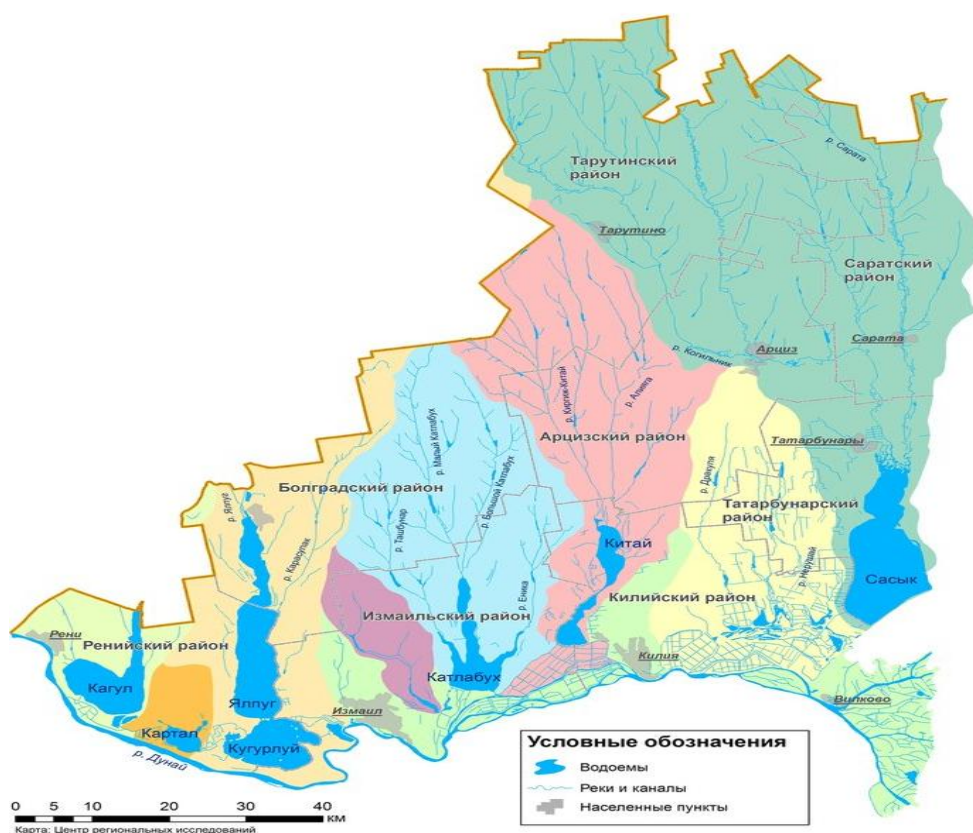 Тарутинский
район
р. Сарата
Тарутино
Саратский
район
р. Когильник
Арциз
Сарата
р. Киргиж-Китай
р. Алияга
р. Малый Катлабух
Арцизский район
Татарбунары
р. Дракуля
Болградский район
р. Большой Катлабух
р. Ташбунар
р. Ялпуг
Татарбунарский
район
р. Карасулак
Китай
р. Нерушай
Сасык
р. Еника
Килийский район
Измаильский район
Рени
Ренийский район
Килия
Кагул
Катлабух
Ялпуг
Измаил
Вилково
Картал
Кугурлуй
р. Дунай
Условные обозначения
Водоемы
Реки и каналы
Населенные пункты
0 5 10 20 30 40
КМ
Карта: Центр региональных исследований